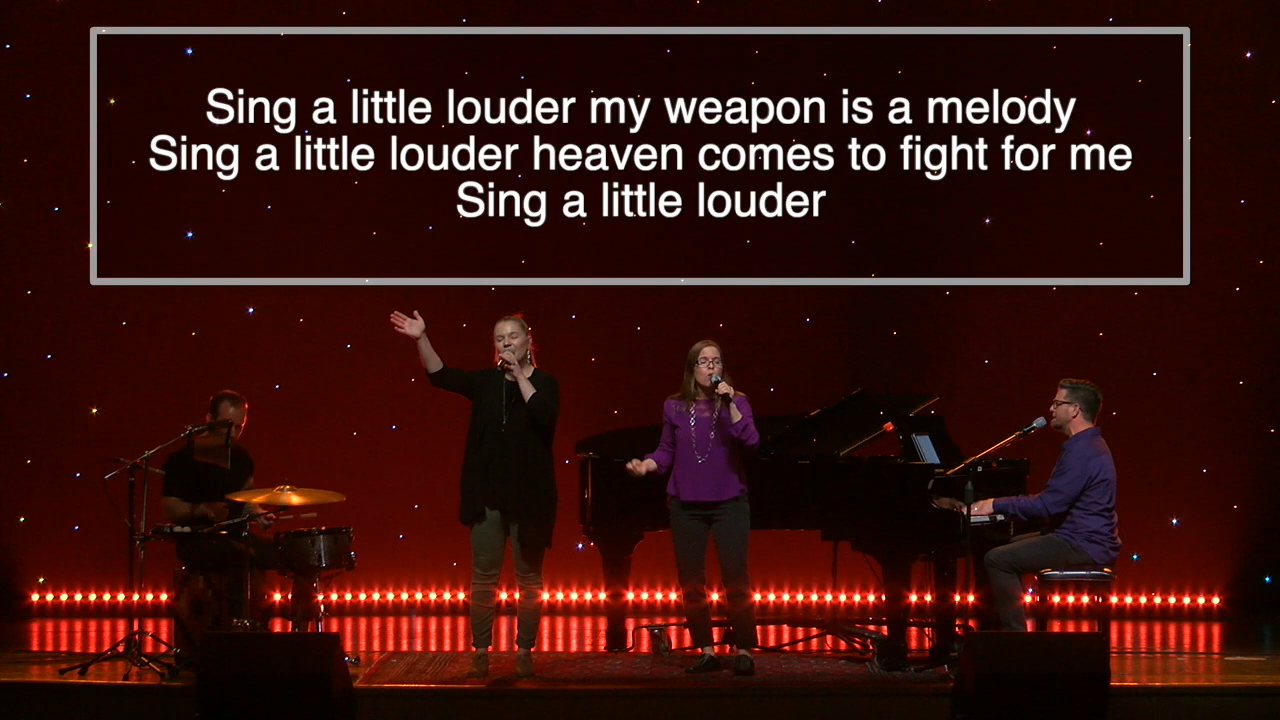 Sing a little louder my weapon is a melody
Sing a little louder heaven comes to fight for me
Sing a little louder